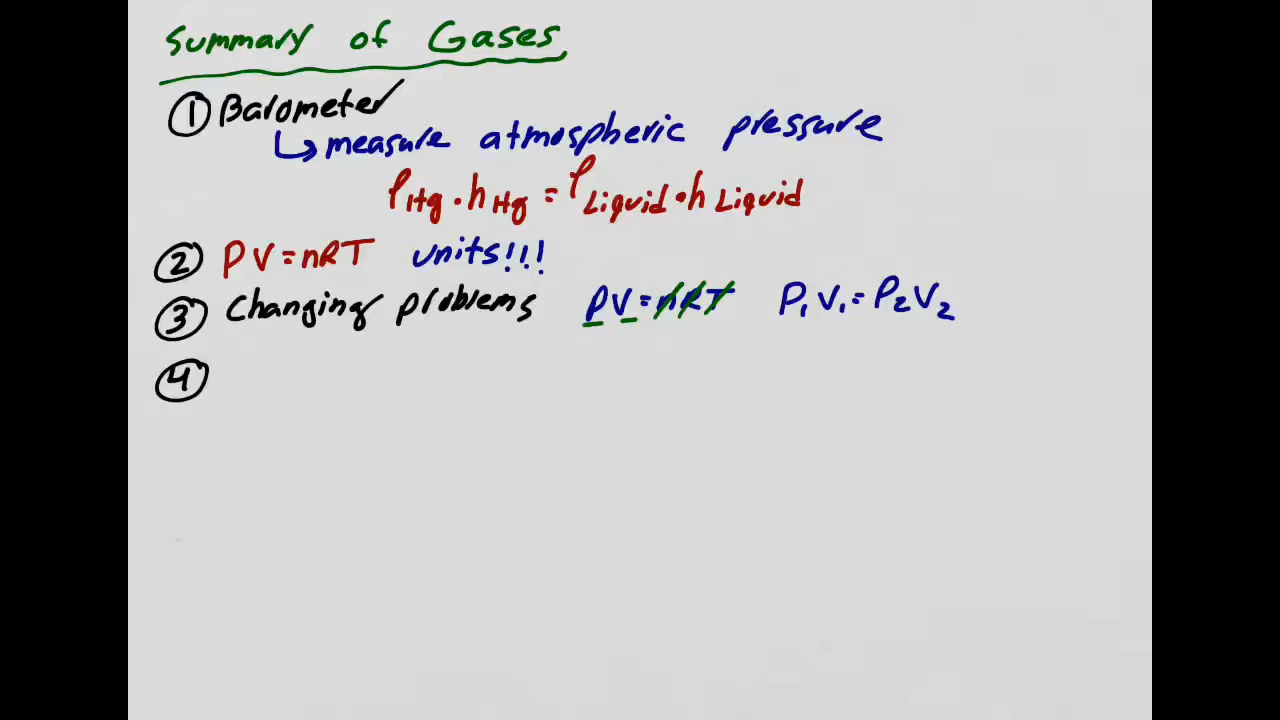 Summary of Gases
① Barometer
↳ measure atmospheric pressure
ρHg · hHg = ρLiquid · hLiquid
② PV = nRT units!!!
③ Changing problems PV = nRT P₁V₁ = P₂V₂
④